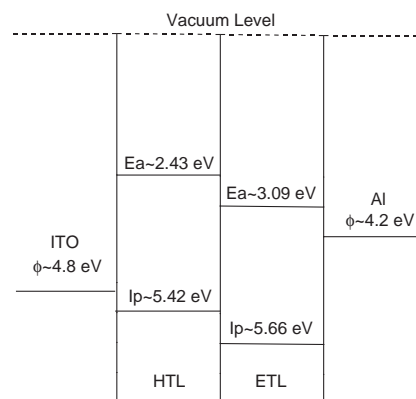 Vacuum Level
Ea~2.43 eV
Ea~3.09 eV
Al
ϕ~4.2 eV
ITO
ϕ~4.8 eV
Ip~5.42 eV
Ip~5.66 eV
HTL
ETL